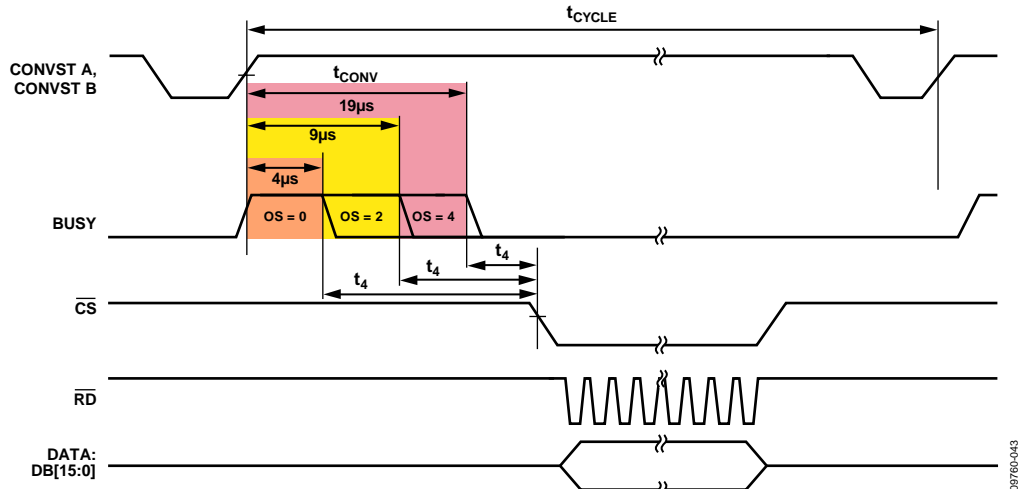 tCYCLE
CONVST A,
CONVST B
tCONV
19µs
9µs
4µs
BUSY
OS = 0
OS = 2
OS = 4
t4
t4
t4
CS
RD
DATA:
DB[15:0]
09760-043